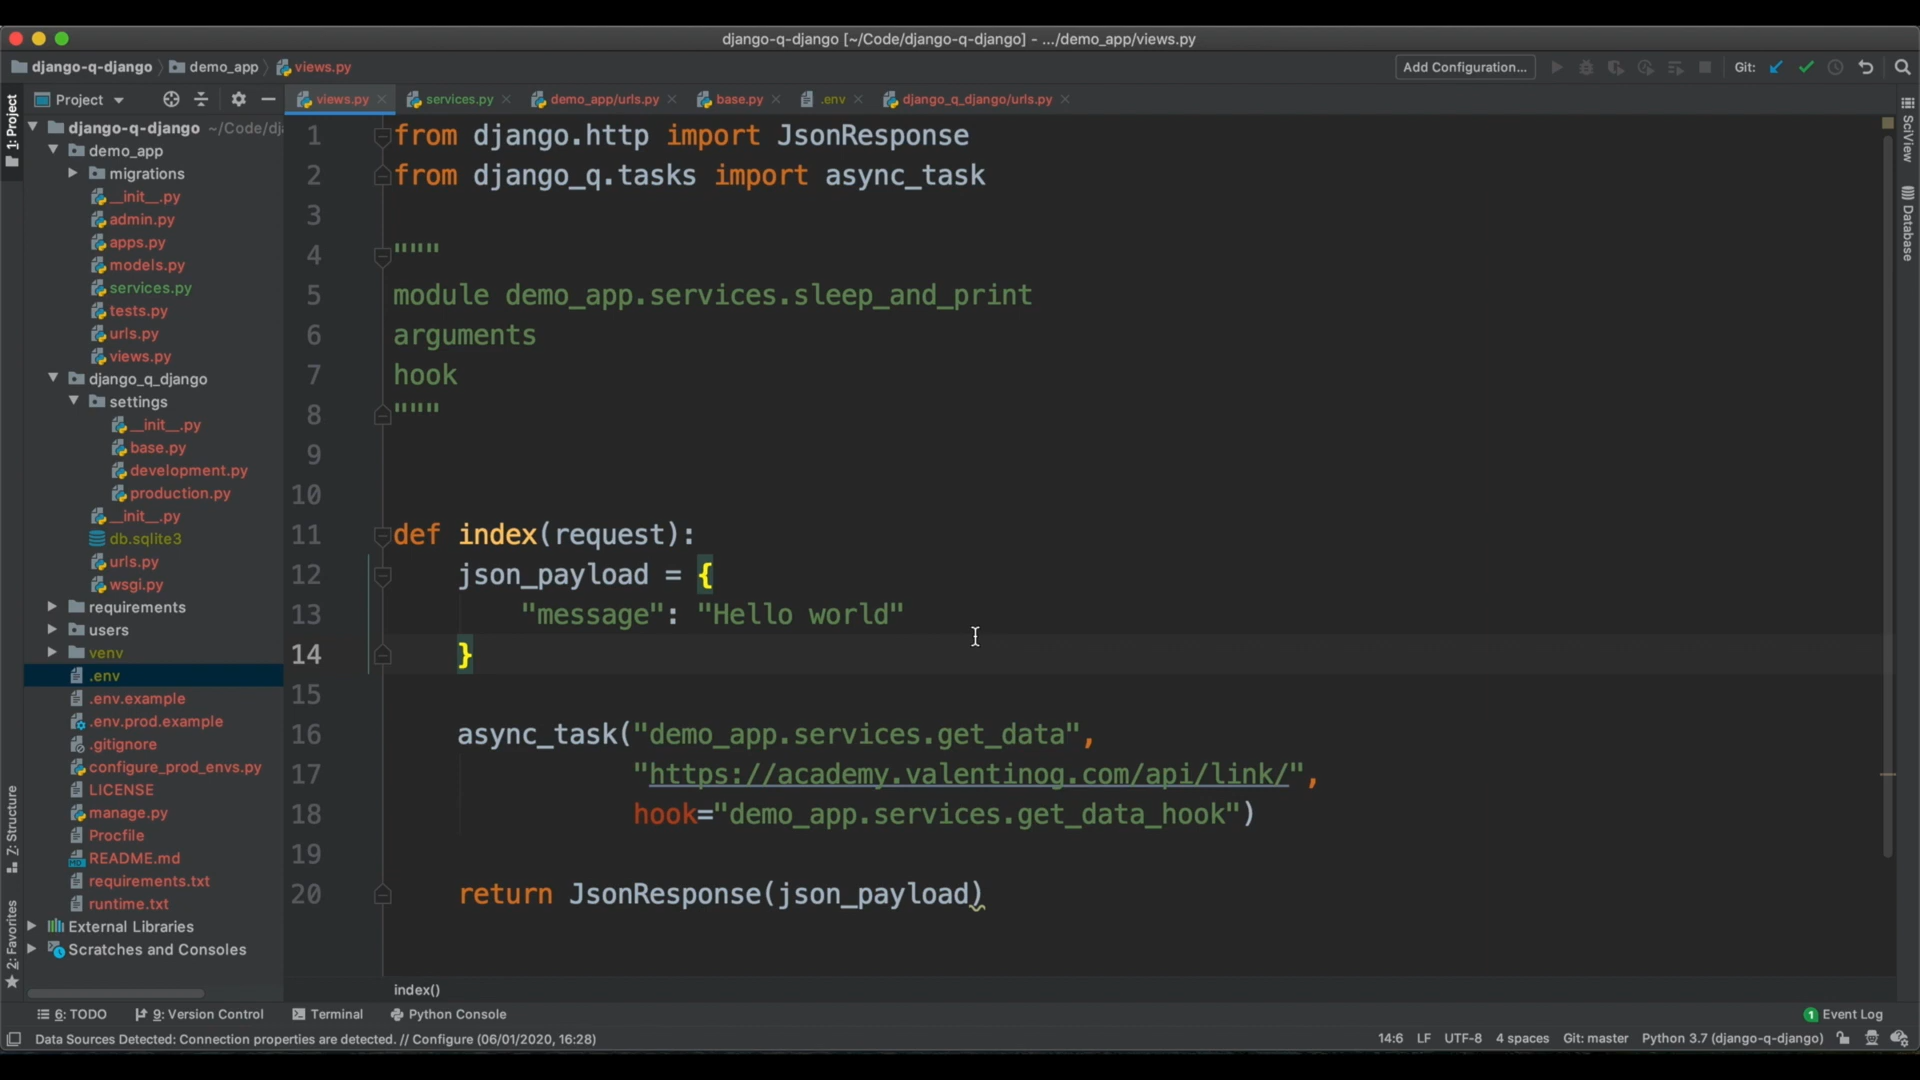 django-q-django [~/Code/django-q-django] - .../demo_app/views.py
django-q-django demo_app views.py Add Configuration... Git:
1: Project
Project
views.py services.py demo_app/urls.py base.py .env django_q_django/urls.py
django-q-django ~/Code/dj
demo_app
migrations
__init__.py
admin.py
apps.py
models.py
services.py
tests.py
urls.py
views.py
django_q_django
settings
__init__.py
base.py
development.py
production.py
__init__.py
db.sqlite3
urls.py
wsgi.py
requirements
users
venv
.env
.env.example
.env.prod.example
.gitignore
configure_prod_envs.py
LICENSE
manage.py
Procfile
README.md
requirements.txt
runtime.txt
External Libraries
Scratches and Consoles
Z: Structure
2: Favorites
1 from django.http import JsonResponse
2 from django_q.tasks import async_task
3
4 """
5 module demo_app.services.sleep_and_print
6 arguments
7 hook
8 """
9
10
11 def index(request):
12 json_payload = {
13 "message": "Hello world"
14 }
15
16 async_task("demo_app.services.get_data",
17 "https://academy.valentinog.com/api/link/",
18 hook="demo_app.services.get_data_hook")
19
20 return JsonResponse(json_payload)
index()
SciView
Database
6: TODO 9: Version Control Terminal Python Console 1 Event Log
Data Sources Detected: Connection properties are detected. // Configure (06/01/2020, 16:28) 14:6 LF UTF-8 4 spaces Git: master Python 3.7 (django-q-django)